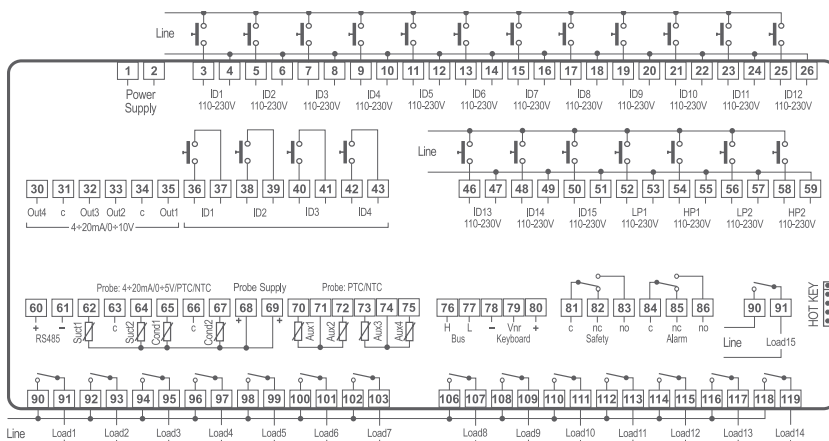 Line
1 2 3 4 5 6 7 8 9 10 11 12 13 14 15 16 17 18 19 20 21 22 23 24 25 26
Power Supply
ID1 110-230V ID2 110-230V ID3 110-230V ID4 110-230V ID5 110-230V ID6 110-230V ID7 110-230V ID8 110-230V ID9 110-230V ID10 110-230V ID11 110-230V ID12 110-230V
Line
30 31 32 33 34 35 36 37 38 39 40 41 42 43 46 47 48 49 50 51 52 53 54 55 56 57 58 59
Out4 c Out3 Out2 c Out1 ID1 ID2 ID3 ID4
4÷20mA/0÷10V
ID13 110-230V ID14 110-230V ID15 110-230V LP1 110-230V HP1 110-230V LP2 110-230V HP2 110-230V
Probe: 4÷20mA/0÷5V/PTC/NTC Probe Supply Probe: PTC/NTC
60 61 62 63 64 65 66 67 68 69 70 71 72 73 74 75 76 77 78 79 80 81 82 83 84 85 86 90 91
+ − Suct1 c Suct2 Cond1 c Cond2 + + Aux1 Aux2 Aux3 Aux4 H L − Vnr + c nc no c nc no
RS485 Bus Keyboard Safety Alarm Line Load15
HOT KEY
90 91 92 93 94 95 96 97 98 99 100 101 102 103 106 107 108 109 110 111 112 113 114 115 116 117 118 119
Line Load1 Load2 Load3 Load4 Load5 Load6 Load7 Load8 Load9 Load10 Load11 Load12 Load13 Load14